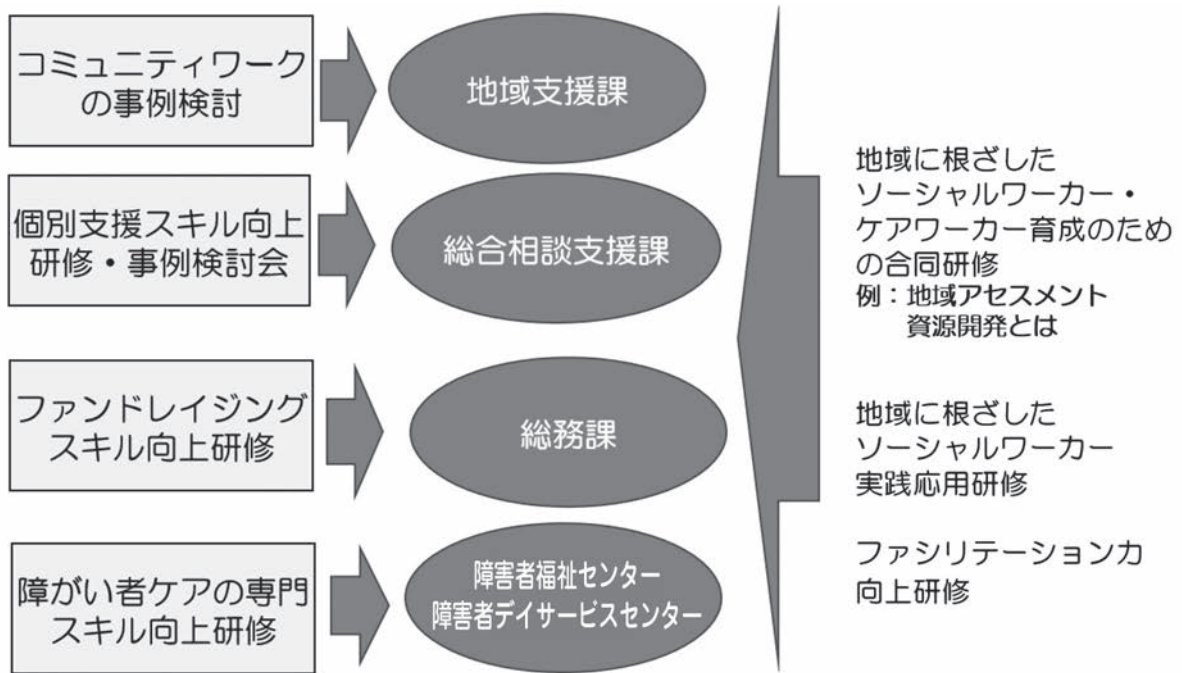 コミュニティワーク
の事例検討
地域支援課
個別支援スキル向上
研修・事例検討会
総合相談支援課
ファンドレイジング
スキル向上研修
総務課
障がい者ケアの専門
スキル向上研修
障害者福祉センター
障害者デイサービスセンター
地域に根ざした
ソーシャルワーカー・
ケアワーカー育成のため
の合同研修
例：地域アセスメント
資源開発とは
地域に根ざした
ソーシャルワーカー
実践応用研修
ファシリテーション力
向上研修